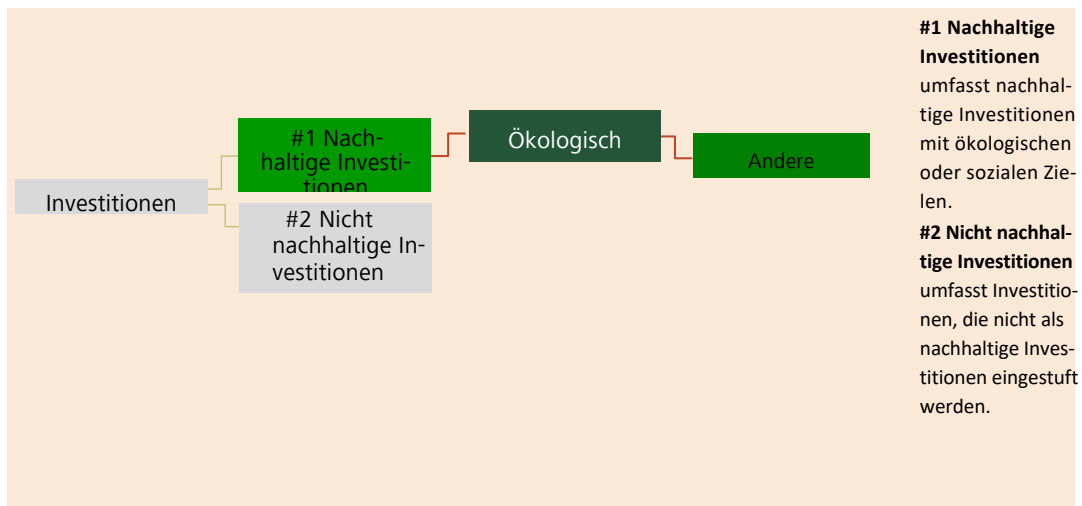 Investitionen
#1 Nach-
haltige Investi-
tionen
#2 Nicht
nachhaltige In-
vestitionen
Ökologisch
Andere
#1 Nachhaltige
Investitionen
umfasst nachhal-
tige Investitionen
mit ökologischen
oder sozialen Zie-
len.
#2 Nicht nachhal-
tige Investitionen
umfasst Investitio-
nen, die nicht als
nachhaltige Inves-
titionen eingestuft
werden.